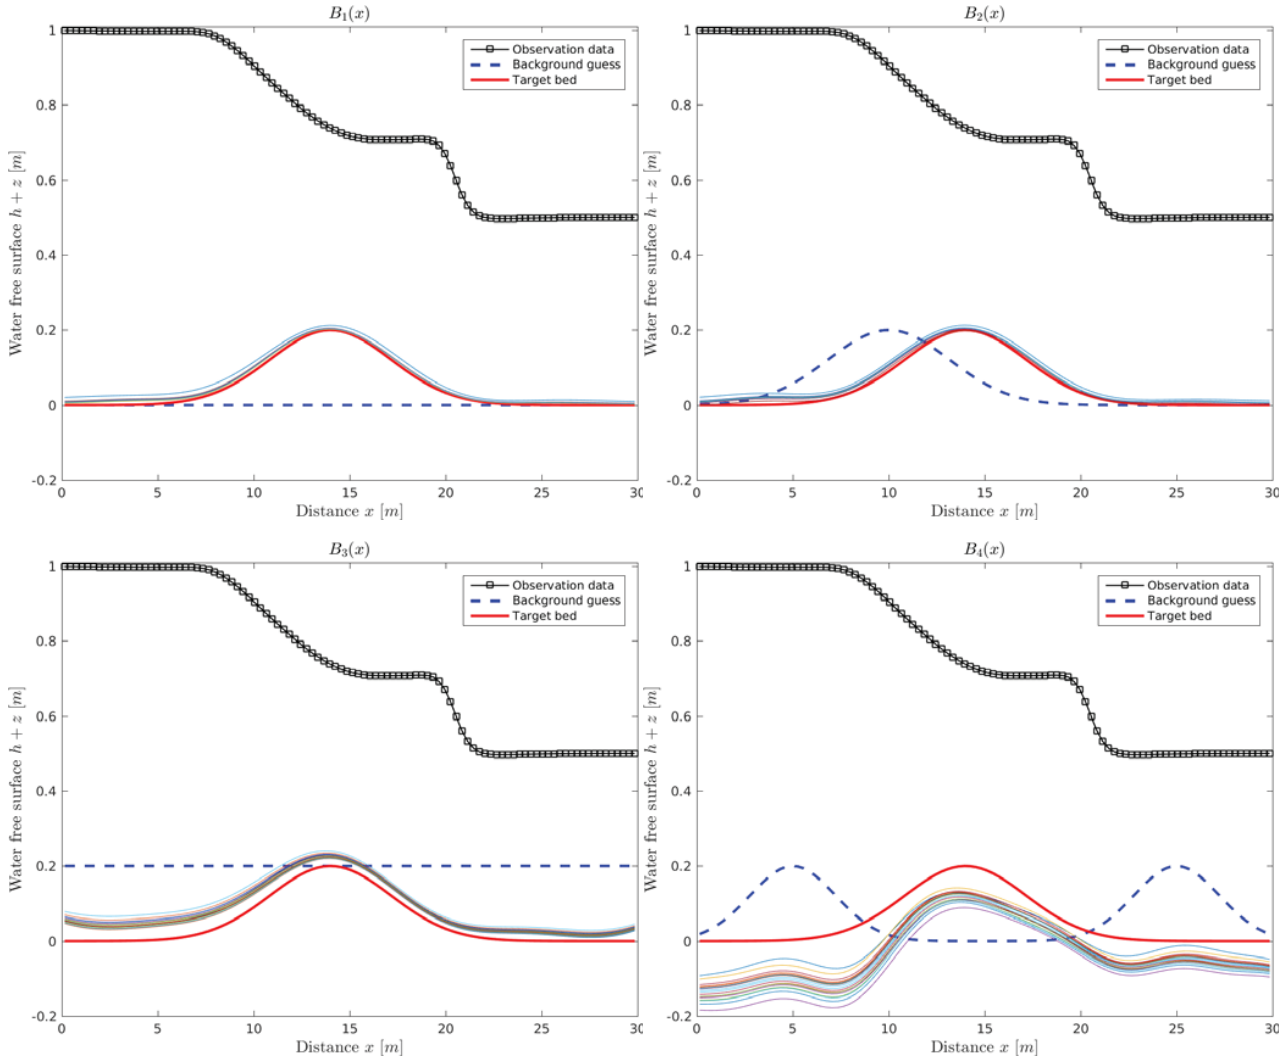 B₁(x)
Water free surface h + z [m]
1
0.8
0.6
0.4
0.2
0
-0.2
Observation data
Background guess
Target bed
0 5 10 15 20 25 30
Distance x [m]
B₂(x)
Water free surface h + z [m]
1
0.8
0.6
0.4
0.2
0
-0.2
Observation data
Background guess
Target bed
0 5 10 15 20 25 30
Distance x [m]
B₃(x)
Water free surface h + z [m]
1
0.8
0.6
0.4
0.2
0
-0.2
Observation data
Background guess
Target bed
0 5 10 15 20 25 30
Distance x [m]
B₄(x)
Water free surface h + z [m]
1
0.8
0.6
0.4
0.2
0
-0.2
Observation data
Background guess
Target bed
0 5 10 15 20 25 30
Distance x [m]